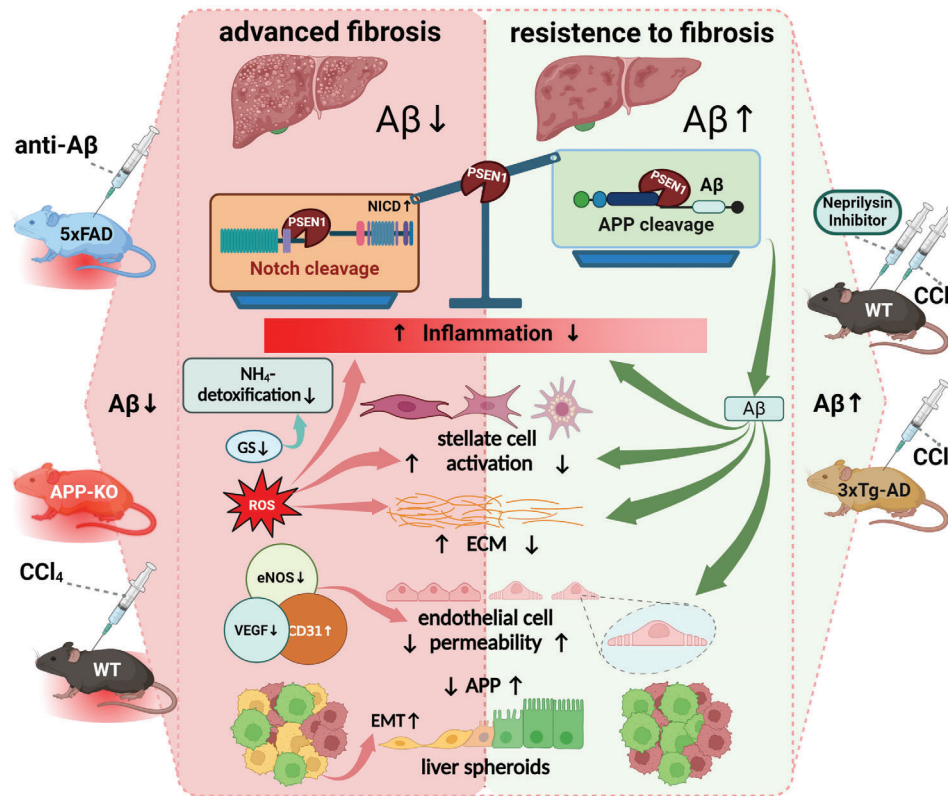 advanced fibrosis
resistence to fibrosis
Aβ↓
Aβ↑
anti-Aβ
5xFAD
PSEN1
NICD↑
PSEN1
Notch cleavage
PSEN1
Aβ
APP cleavage
Neprilysin
Inhibitor
WT
CCl
↑ Inflammation ↓
NH₄-
detoxification↓
Aβ↓
GS↓
stellate cell
↑ activation ↓
Aβ
Aβ↑
CCl
3xTg-AD
APP-KO
ROS
↑ ECM ↓
CCl₄
WT
eNOS↓
VEGF↓
CD31↑
endothelial cell
↓ permeability ↑
↓ APP ↑
EMT↑
liver spheroids